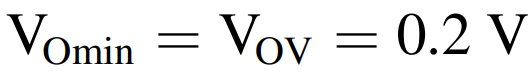 V_Omin = V_OV = 0.2 V